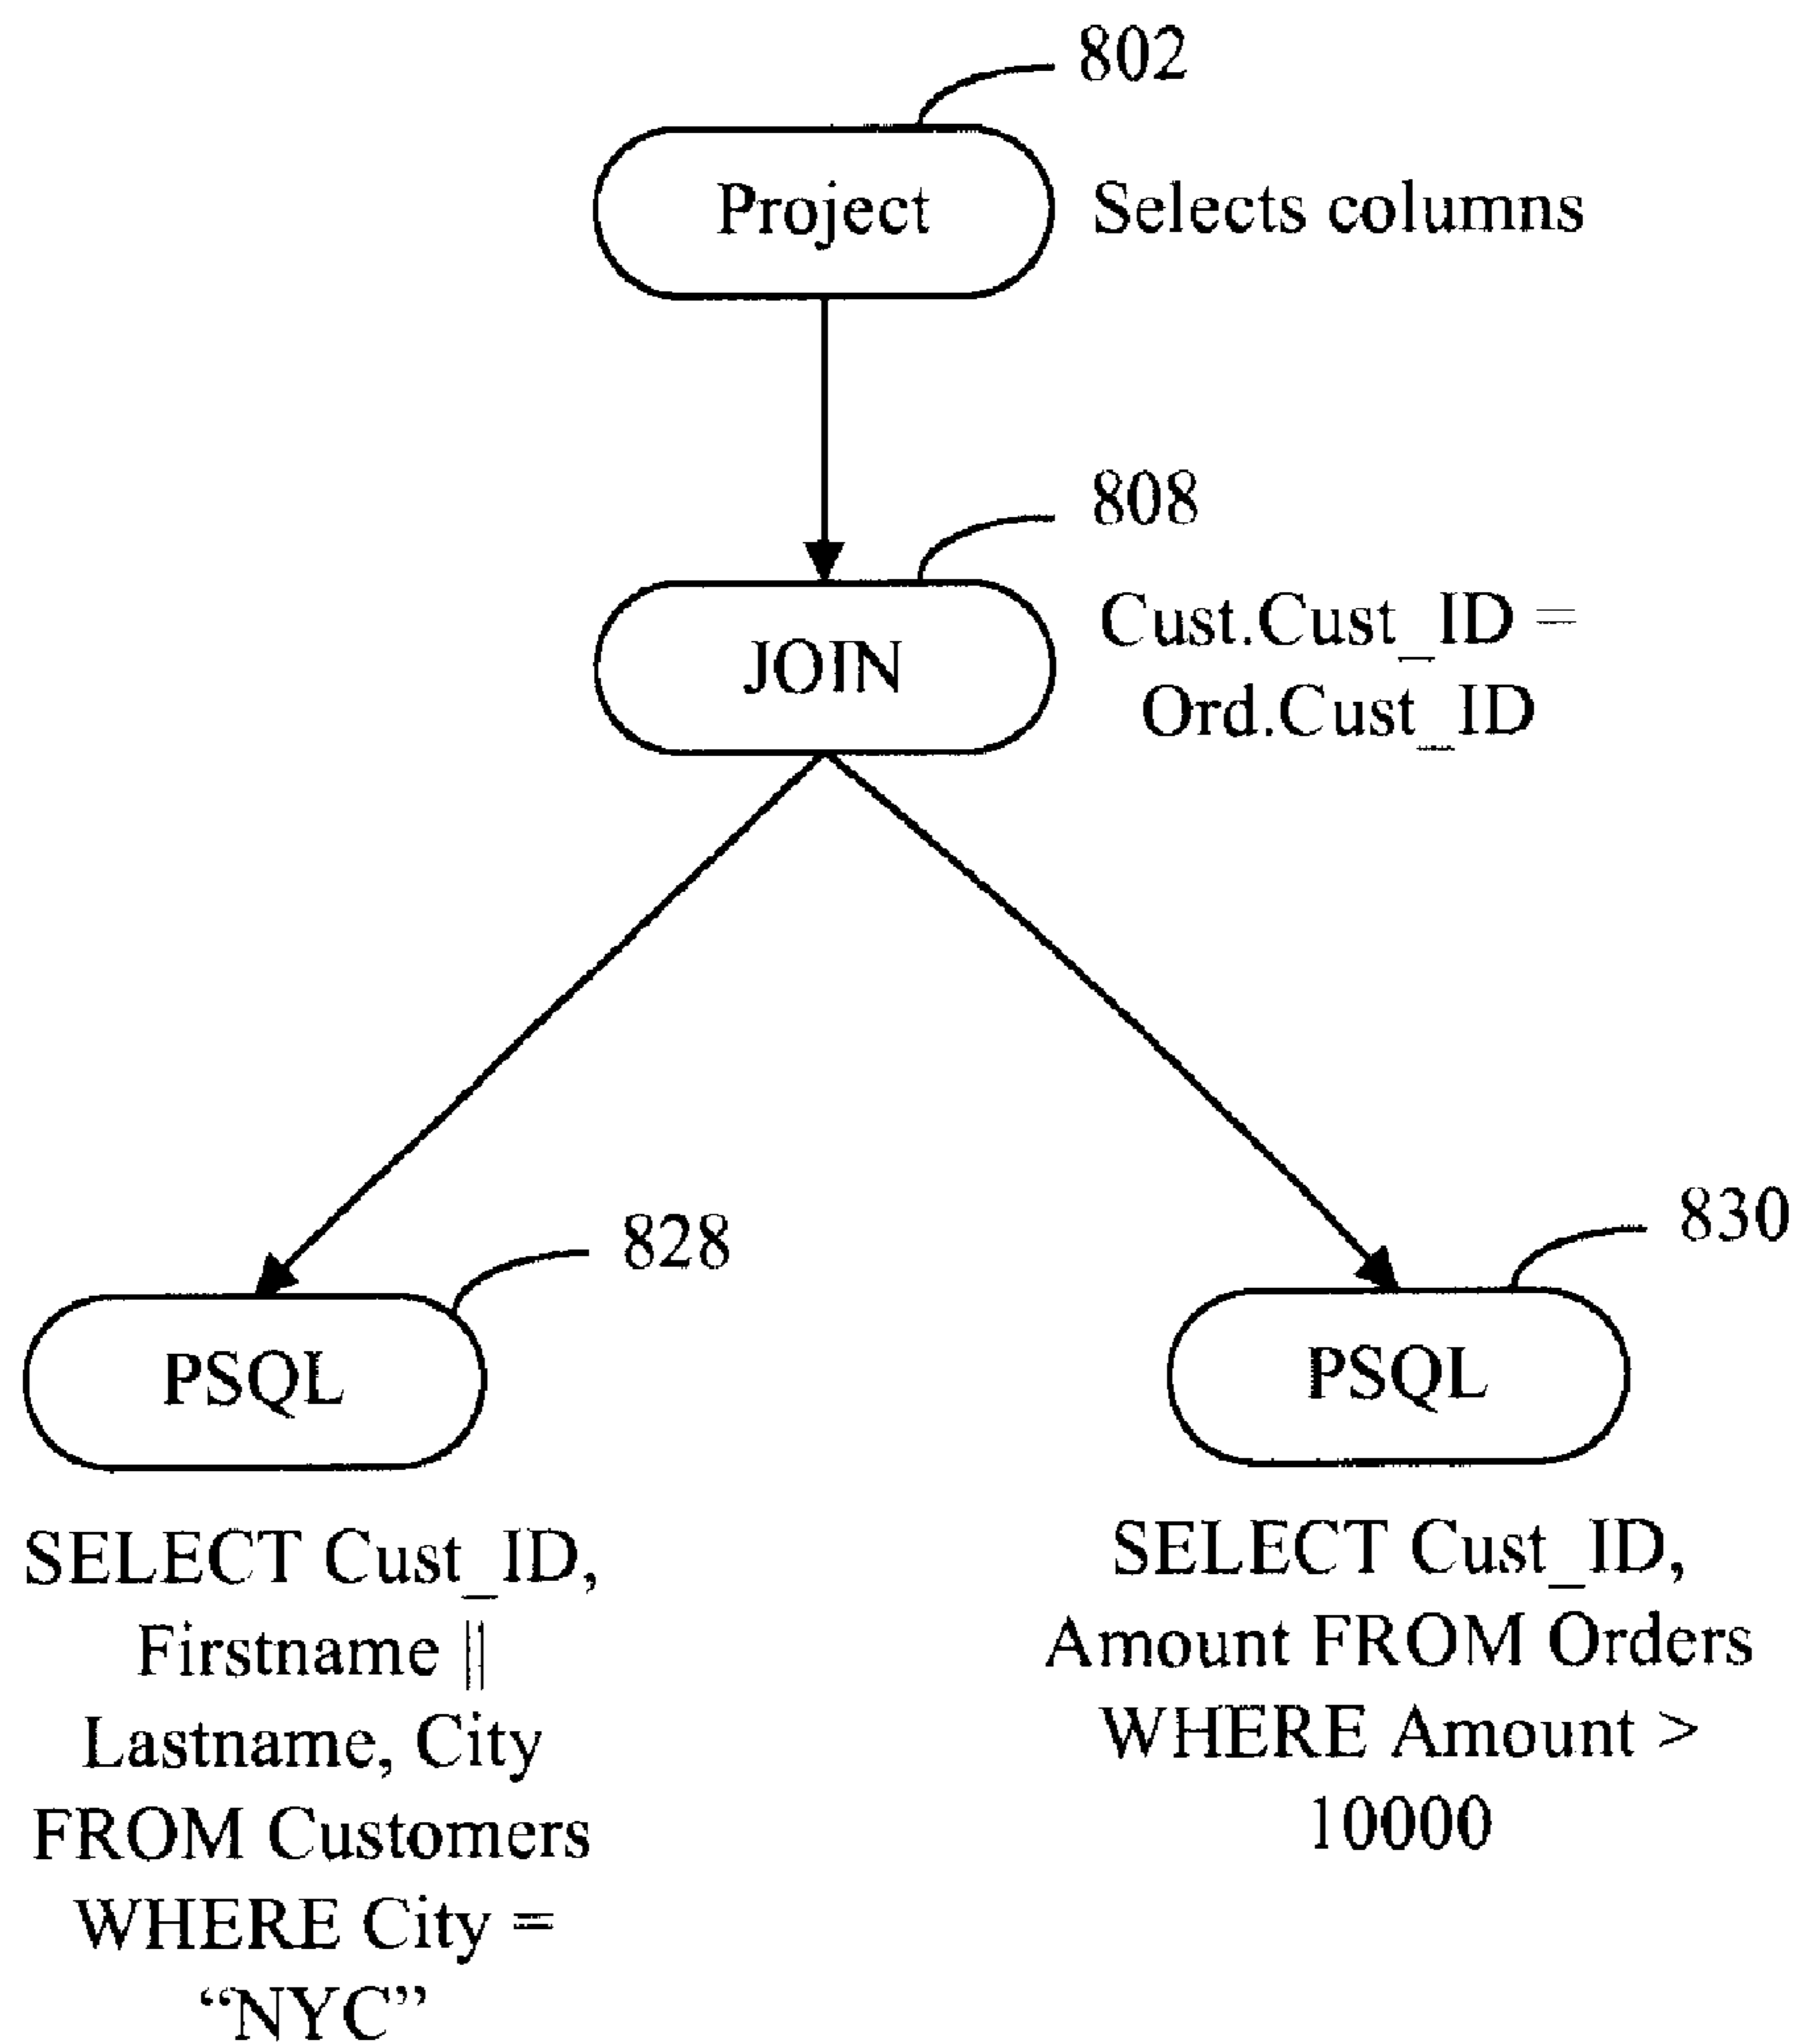 802
Project
Selects columns
808
JOIN
Cust.Cust_ID =
Ord.Cust_ID
828
PSQL
SELECT Cust_ID,
Firstname ||
Lastname, City
FROM Customers
WHERE City =
“NYC”
830
PSQL
SELECT Cust_ID,
Amount FROM Orders
WHERE Amount >
10000